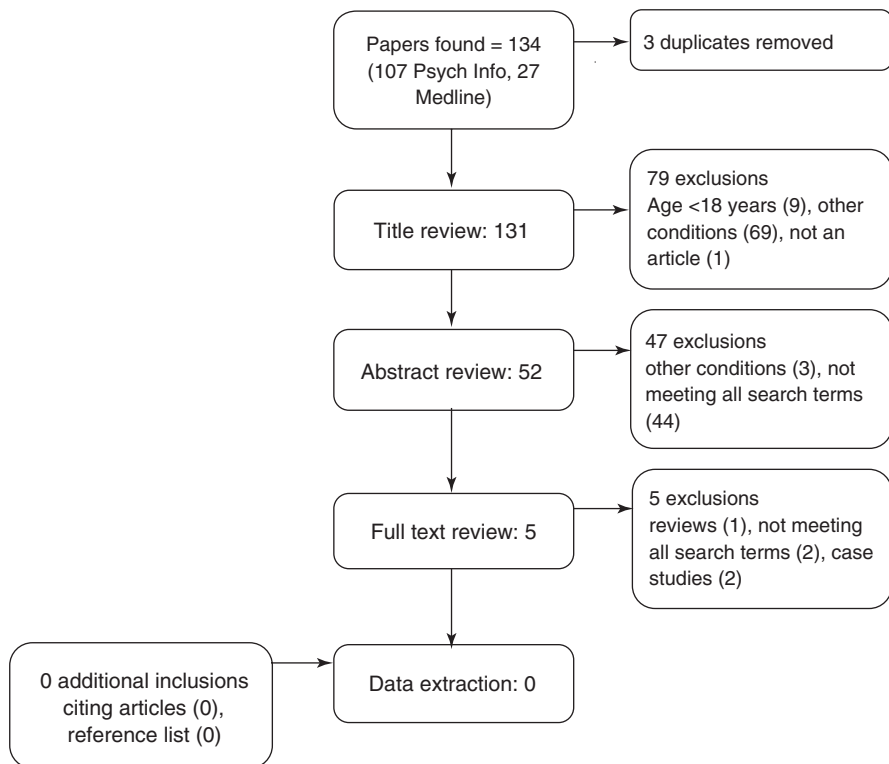 Papers found = 134
(107 Psych Info, 27
Medline)
3 duplicates removed
Title review: 131
79 exclusions
Age <18 years (9), other
conditions (69), not an
article (1)
Abstract review: 52
47 exclusions
other conditions (3), not
meeting all search terms
(44)
Full text review: 5
5 exclusions
reviews (1), not meeting
all search terms (2), case
studies (2)
0 additional inclusions
citing articles (0),
reference list (0)
Data extraction: 0